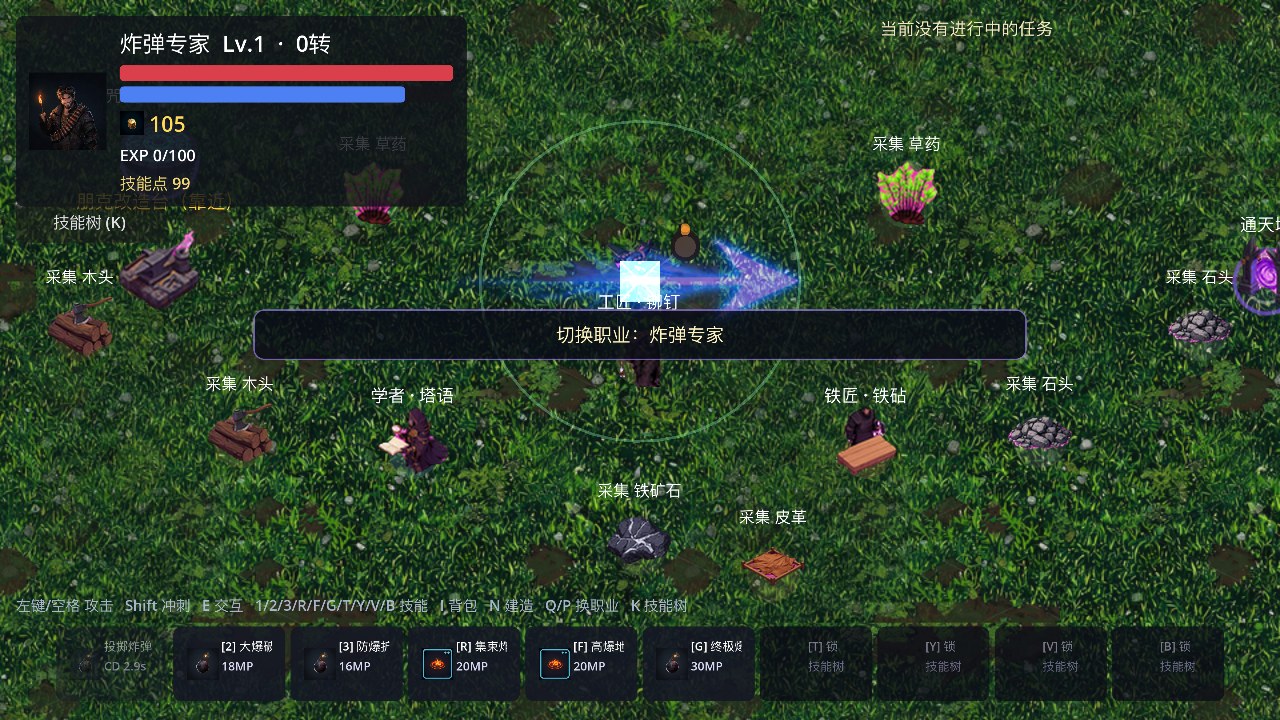 炸弹专家 Lv.1 · 0转
105
EXP 0/100
技能点 99
朋克改造台（靠近）
技能树 (K)
当前没有进行中的任务
采集 草药
采集 草药
采集 木头
采集 石头
工匠·铆钉
切换职业：炸弹专家
采集 木头
学者·塔语
铁匠·铁砧
采集 石头
采集 铁矿石
采集 皮革
左键/空格 攻击 Shift 冲刺 E 交互 1/2/3/R/F/G/T/Y/V/B 技能 I 背包 N 建造 Q/P 换职业 K 技能树
投掷炸弹
CD 2.9s
[2] 大爆
18MP
[3] 防爆
16MP
[R] 集束
20MP
[F] 高爆
20MP
[G] 终极
30MP
[T] 锁
技能树
[Y] 锁
技能树
[V] 锁
技能树
[B] 锁
技能树
通天